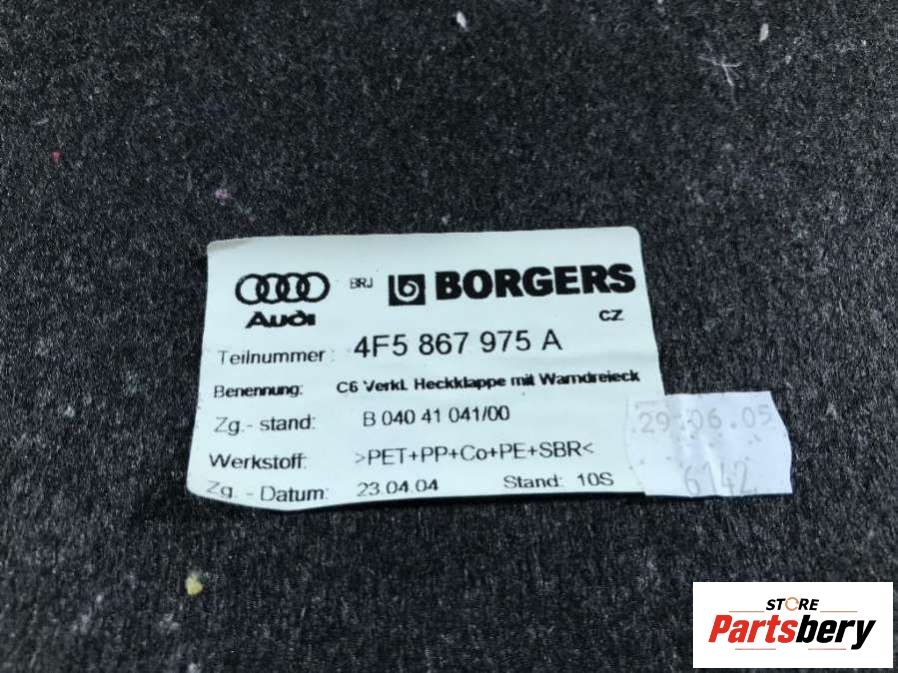 Audi
BRJ
BORGERS
CZ
Teilnummer: 4F5 867 975 A
Benennung: C6 Verkl. Heckklappe mit Warndreieck
Zg.- stand: B 040 41 041/00
Werkstoff: >PET+PP+Co+PE+SBR<
Zg. - Datum: 23.04.04 Stand: 10S
29.06.05
6142
STORE
Partsbery